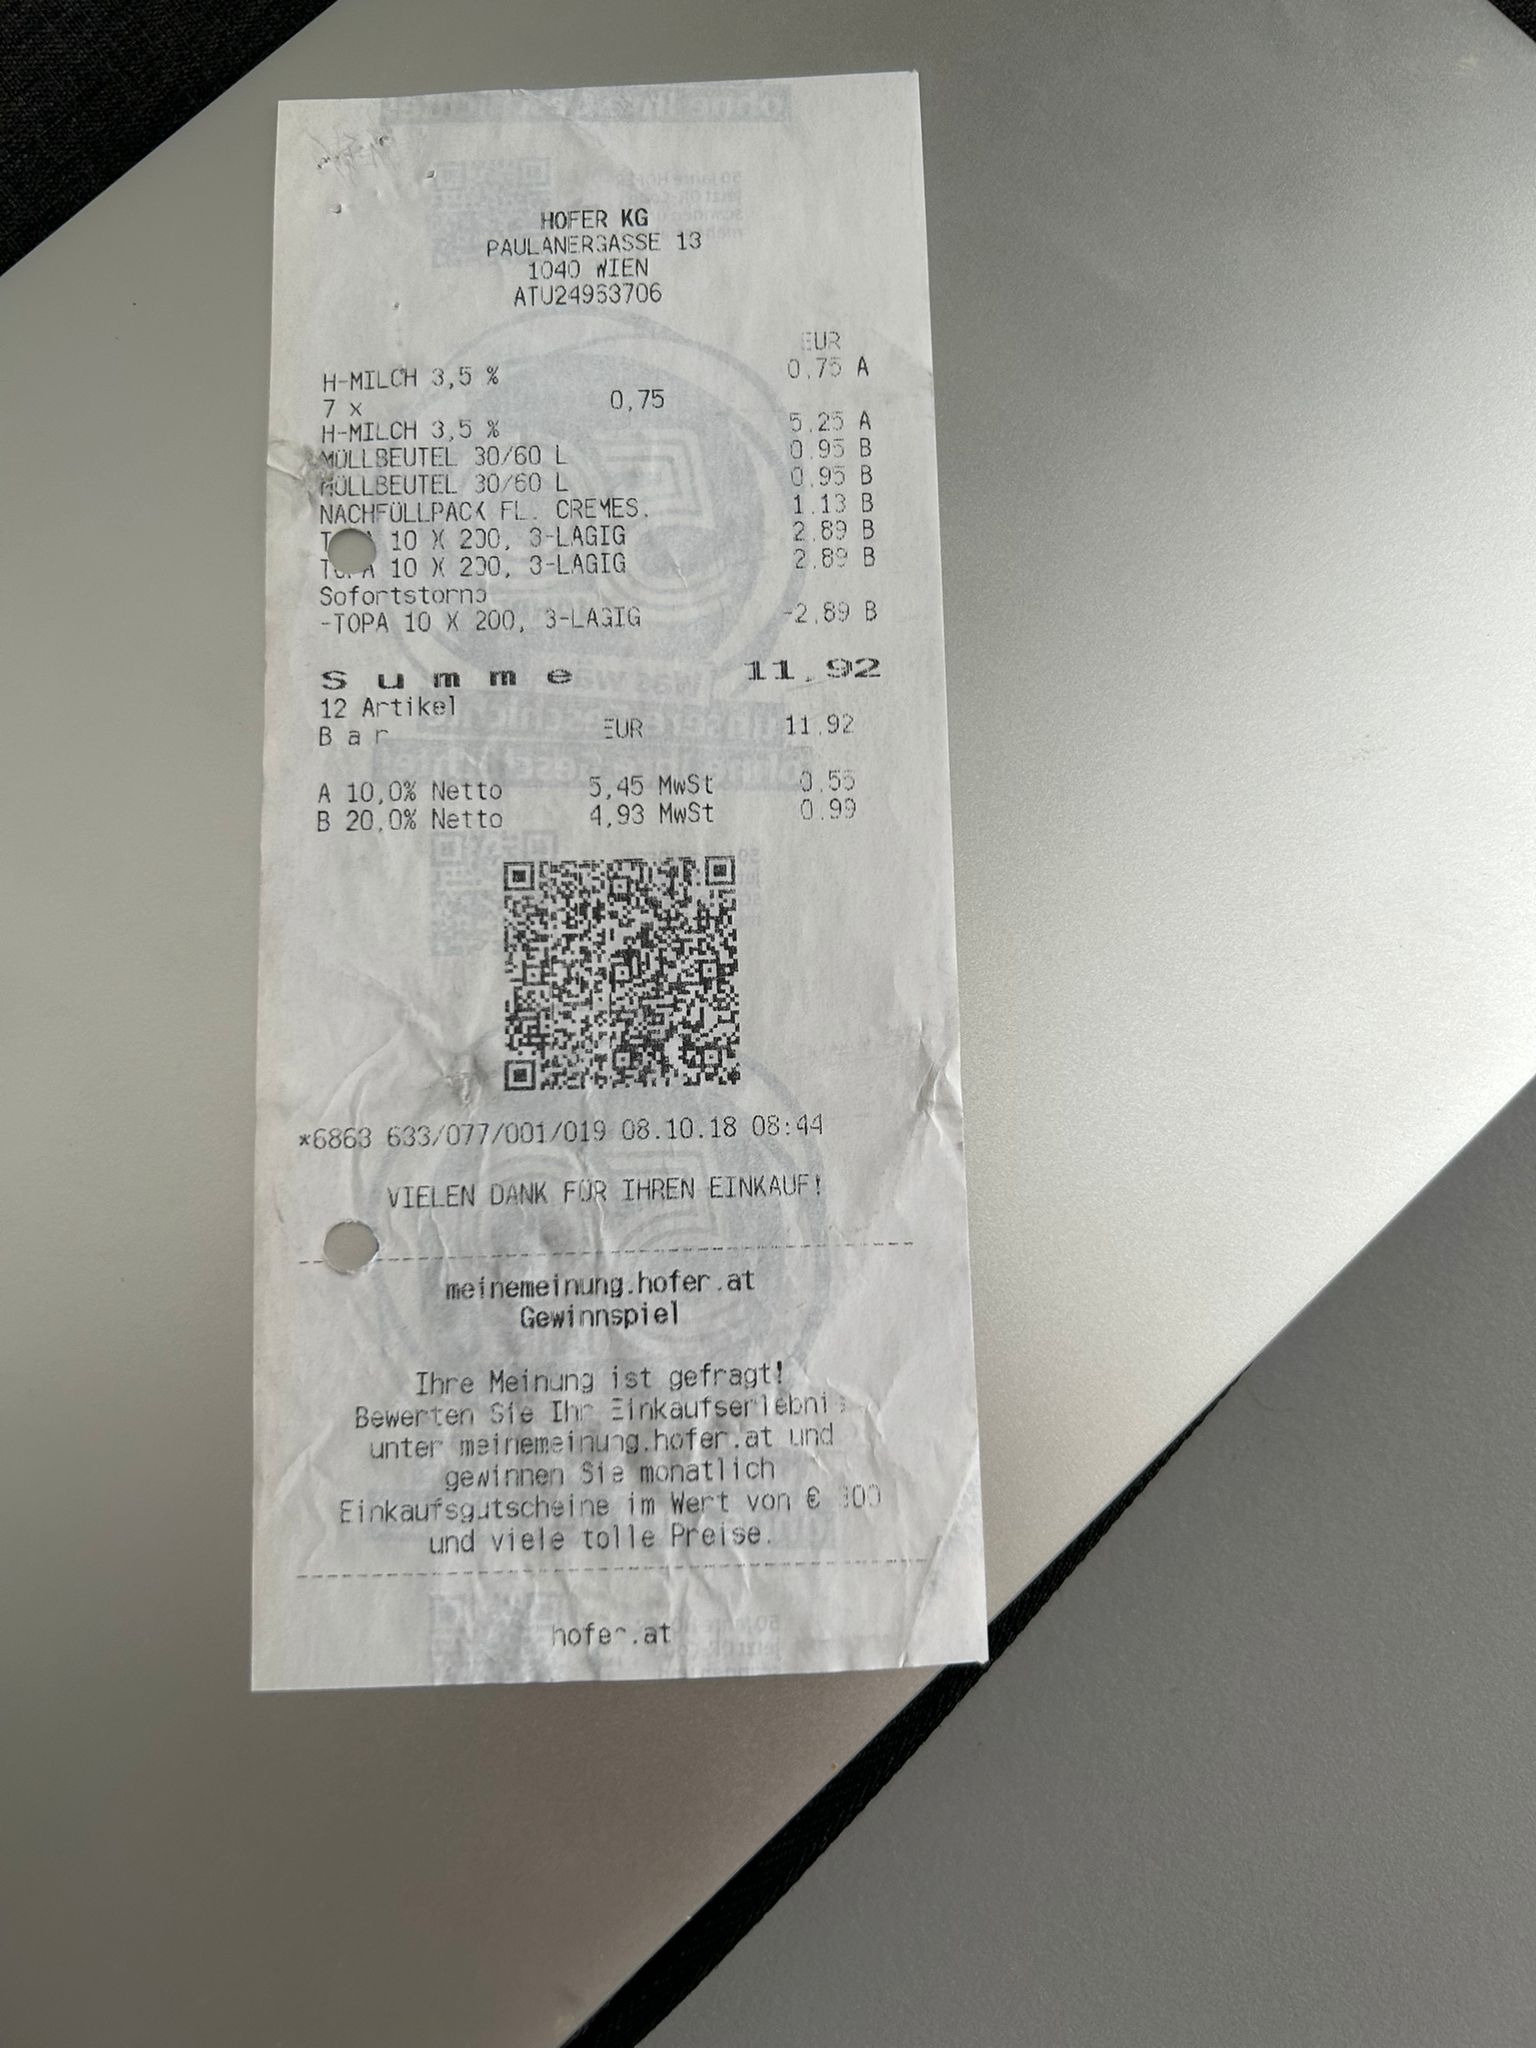 HOFER KG
PAULANERGASSE 13
1040 WIEN
ATU24953706
EUR
H-MILCH 3,5 % 0,75 A
7 x 0,75
H-MILCH 3,5 % 5,25 A
MÜLLBEUTEL 30/60 L 0,95 B
MÜLLBEUTEL 30/60 L 0,95 B
NACHFÜLLPACK FL. CREMES. 1,13 B
10 X 200, 3-LAGIG 2,89 B
TOPA 10 X 200, 3-LAGIG 2,89 B
Sofortstorno
-TOPA 10 X 200, 3-LAGIG -2,89 B
Summe 11,92
12 Artikel
Bar EUR 11,92
A 10,0% Netto 5,45 MwSt 0,55
B 20,0% Netto 4,93 MwSt 0,99
*6863 633/077/001/019 08.10.18 08:44
VIELEN DANK FÜR IHREN EINKAUF!
meinemeinung.hofer.at
Gewinnspiel
Ihre Meinung ist gefragt!
Bewerten Sie Ihr Einkaufserlebnis
unter meinemeinung.hofer.at und
gewinnen Sie monatlich
Einkaufsgutscheine im Wert von €
und viele tolle Preise.
hofer.at